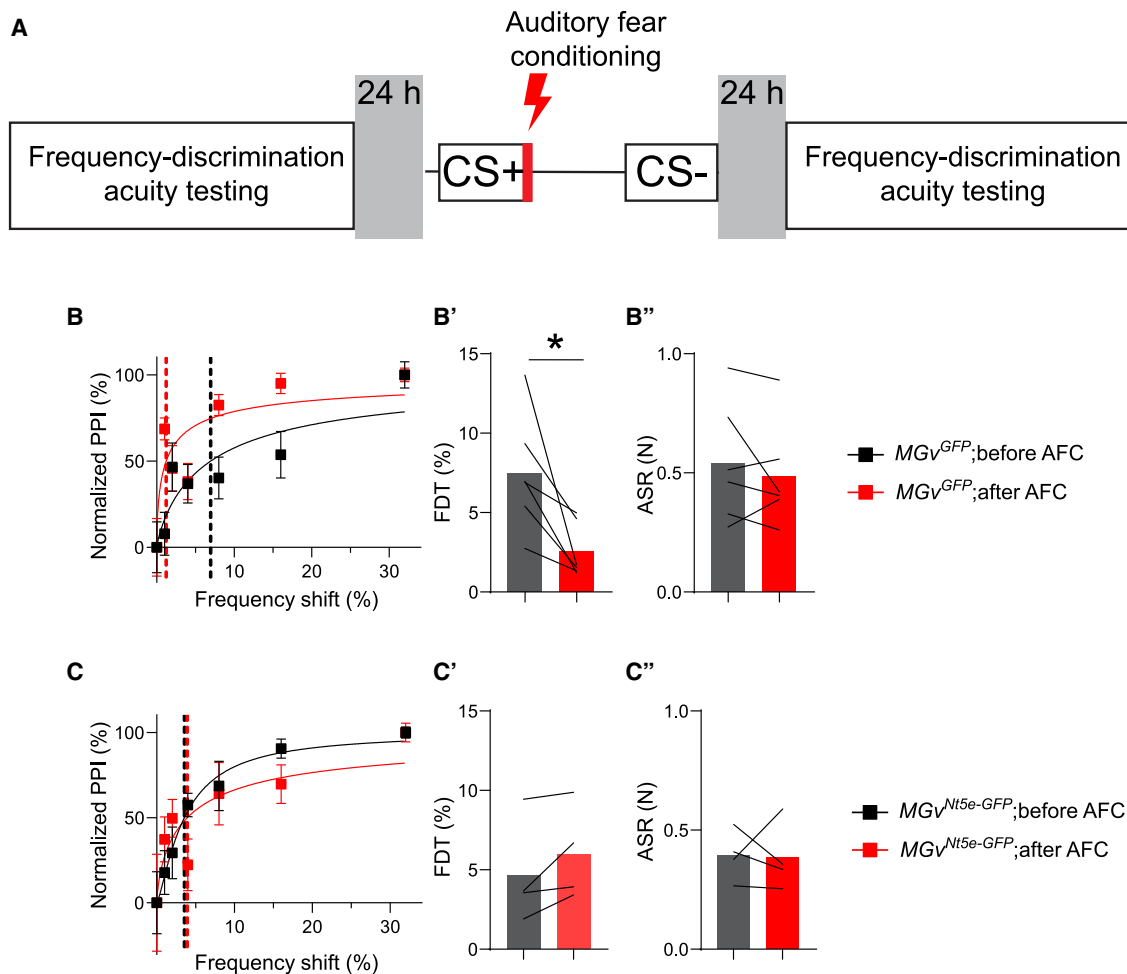 A
Auditory fear
conditioning
24 h
24 h
Frequency-discrimination
acuity testing
CS+
CS-
Frequency-discrimination
acuity testing
B
Normalized PPI (%)
100
50
0
10
20
30
Frequency shift (%)
B'
*
FDT (%)
15
10
5
0
B''
ASR (N)
1.0
0.5
0.0
MGv^GFP;before AFC
MGv^GFP;after AFC
C
Normalized PPI (%)
100
50
0
10
20
30
Frequency shift (%)
C'
FDT (%)
15
10
5
0
C''
ASR (N)
1.0
0.5
0.0
MGv^Nt5e-GFP;before AFC
MGv^Nt5e-GFP;after AFC